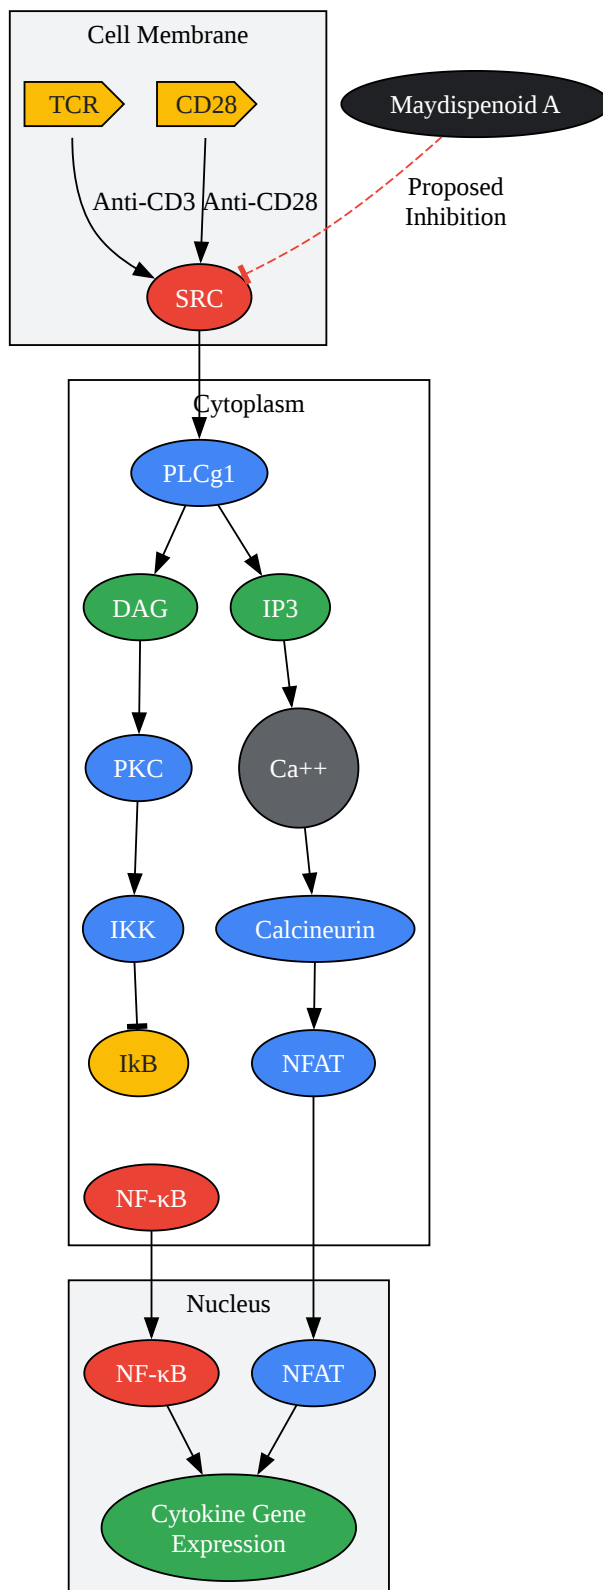 Cell Membrane
TCR
CD28
Maydispenoid A
Anti-CD3
Anti-CD28
Proposed
Inhibition
SRC
Cytoplasm
PLCg1
DAG
IP3
PKC
Ca++
IKK
Calcineurin
IkB
NFAT
NF-κB
Nucleus
NF-κB
NFAT
Cytokine Gene
Expression